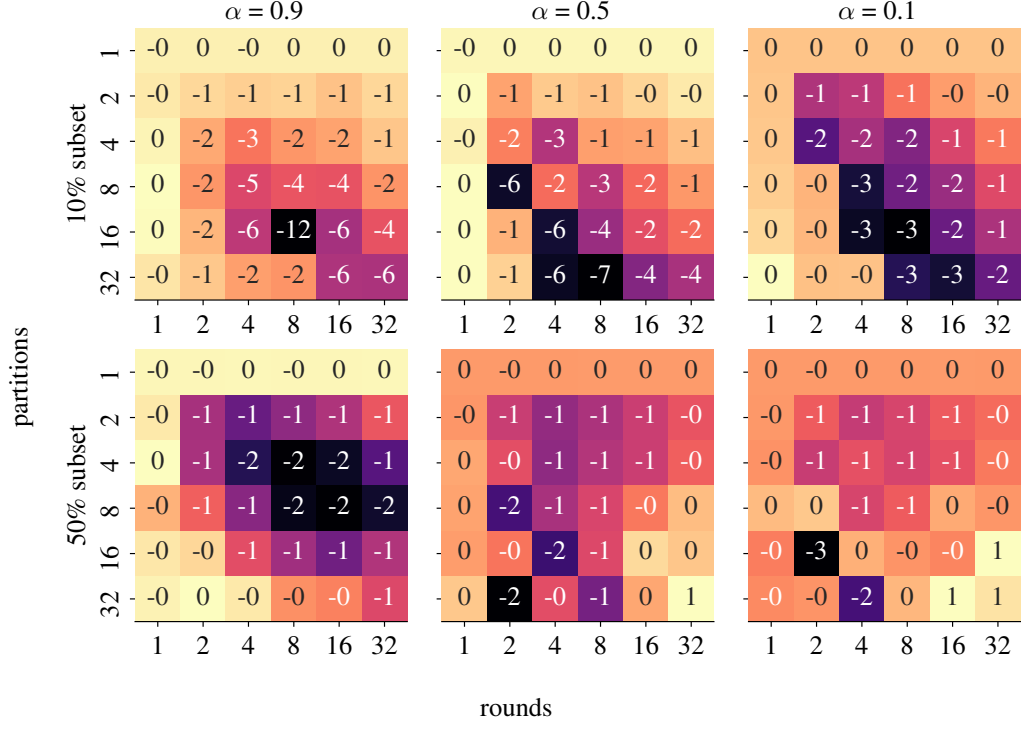 α = 0.9 α = 0.5 α = 0.1
partitions
10% subset
1 -0 0 -0 0 0 0 -0 0 0 0 0 0 0 0 0 0 0 0
2 -0 -1 -1 -1 -1 -1 0 -1 -1 -1 -0 -0 0 -1 -1 -1 -0 -0
4 0 -2 -3 -2 -2 -1 -0 -2 -3 -1 -1 -1 0 -2 -2 -2 -1 -1
8 0 -2 -5 -4 -4 -2 0 -6 -2 -3 -2 -1 0 -0 -3 -2 -2 -1
16 0 -2 -6 -12 -6 -4 0 -1 -6 -4 -2 -2 0 -0 -3 -3 -2 -1
32 -0 -1 -2 -2 -6 -6 0 -1 -6 -7 -4 -4 0 -0 -0 -3 -3 -2
1 2 4 8 16 32 1 2 4 8 16 32 1 2 4 8 16 32
50% subset
1 -0 -0 0 -0 0 0 0 -0 0 0 0 0 0 0 0 0 0 0
2 -0 -1 -1 -1 -1 -1 -0 -1 -1 -1 -1 -0 -0 -1 -1 -1 -1 -0
4 0 -1 -2 -2 -2 -1 0 -0 -1 -1 -1 -0 -0 -1 -1 -1 -1 -0
8 -0 -1 -1 -2 -2 -2 0 -2 -1 -1 -0 0 0 0 -1 -1 0 -0
16 -0 -0 -1 -1 -1 -1 0 -0 -2 -1 0 0 -0 -3 0 -0 -0 1
32 -0 0 -0 -0 -0 -1 0 -2 -0 -1 0 1 -0 -0 -2 0 1 1
1 2 4 8 16 32 1 2 4 8 16 32 1 2 4 8 16 32
rounds